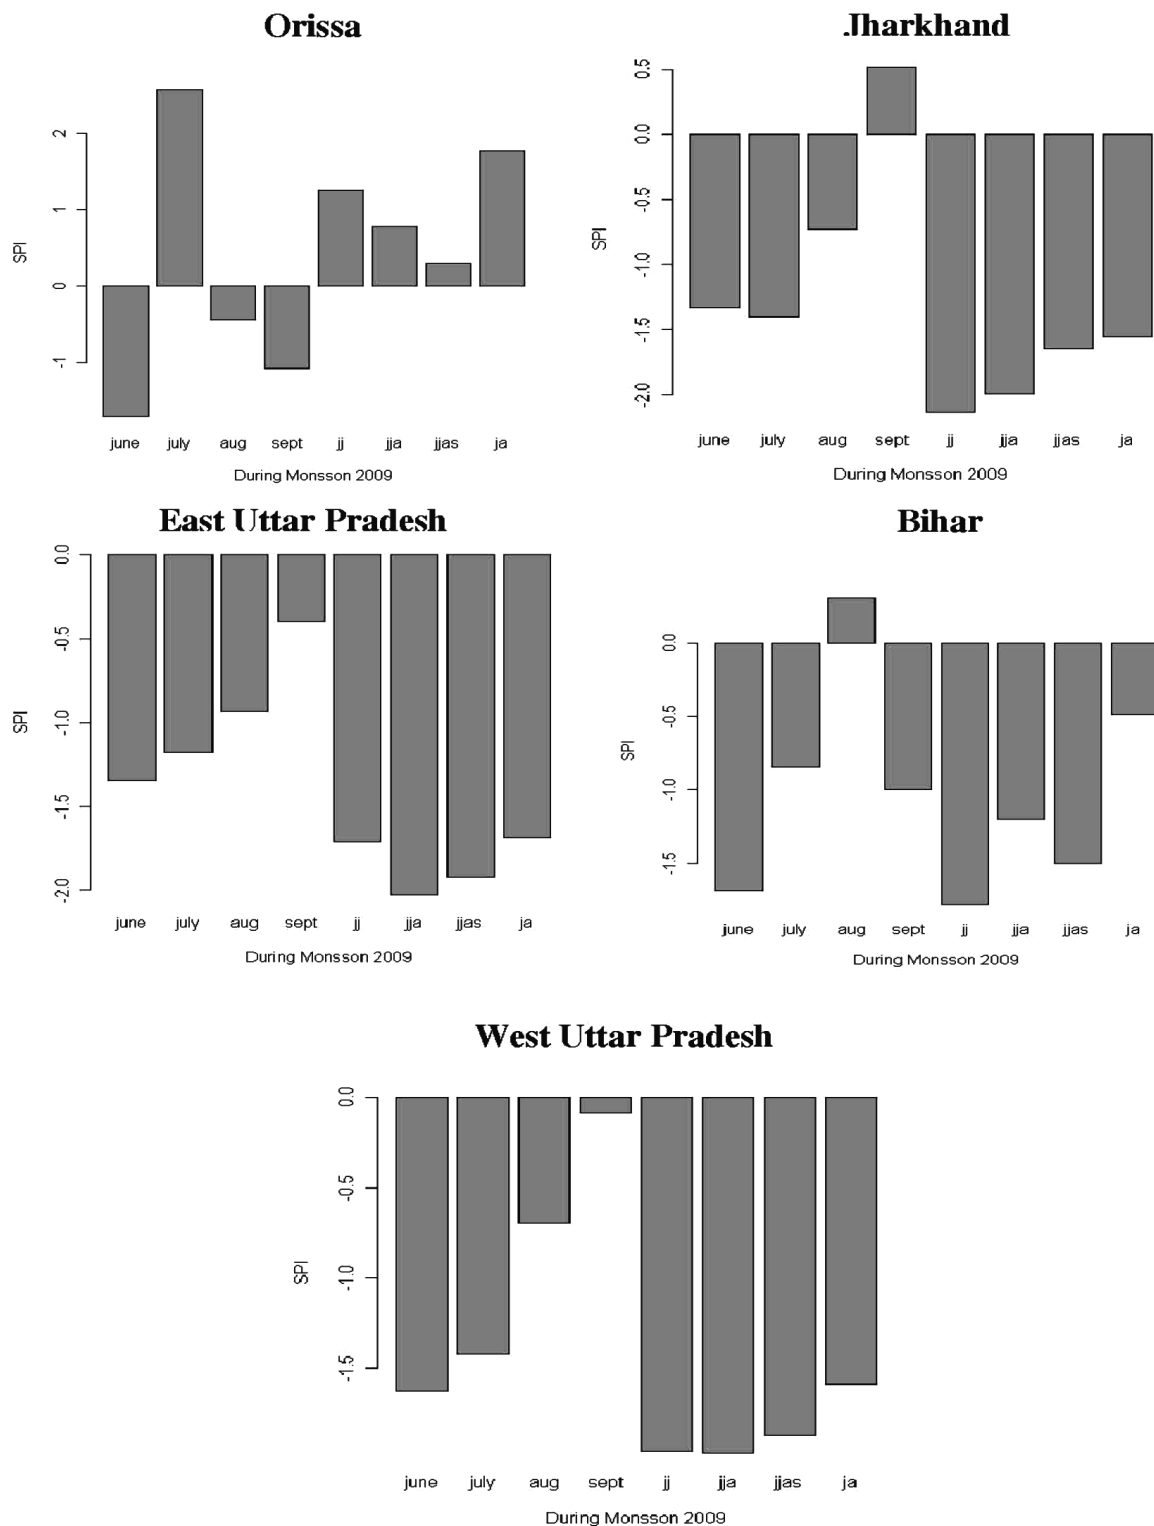 Orissa
Jharkhand
SPI
2
1
0
-1
june july aug sept jj jja jjas ja
During Monsson 2009
SPI
0.5
0.0
-0.5
-1.0
-1.5
-2.0
june july aug sept jj jja jjas ja
During Monsson 2009
East Uttar Pradesh
Bihar
SPI
0.0
-0.5
-1.0
-1.5
-2.0
june july aug sept jj jja jjas ja
During Monsson 2009
SPI
0.0
-0.5
-1.0
-1.5
june july aug sept jj jja jjas ja
During Monsson 2009
West Uttar Pradesh
SPI
0.0
-0.5
-1.0
-1.5
june july aug sept jj jja jjas ja
During Monsson 2009